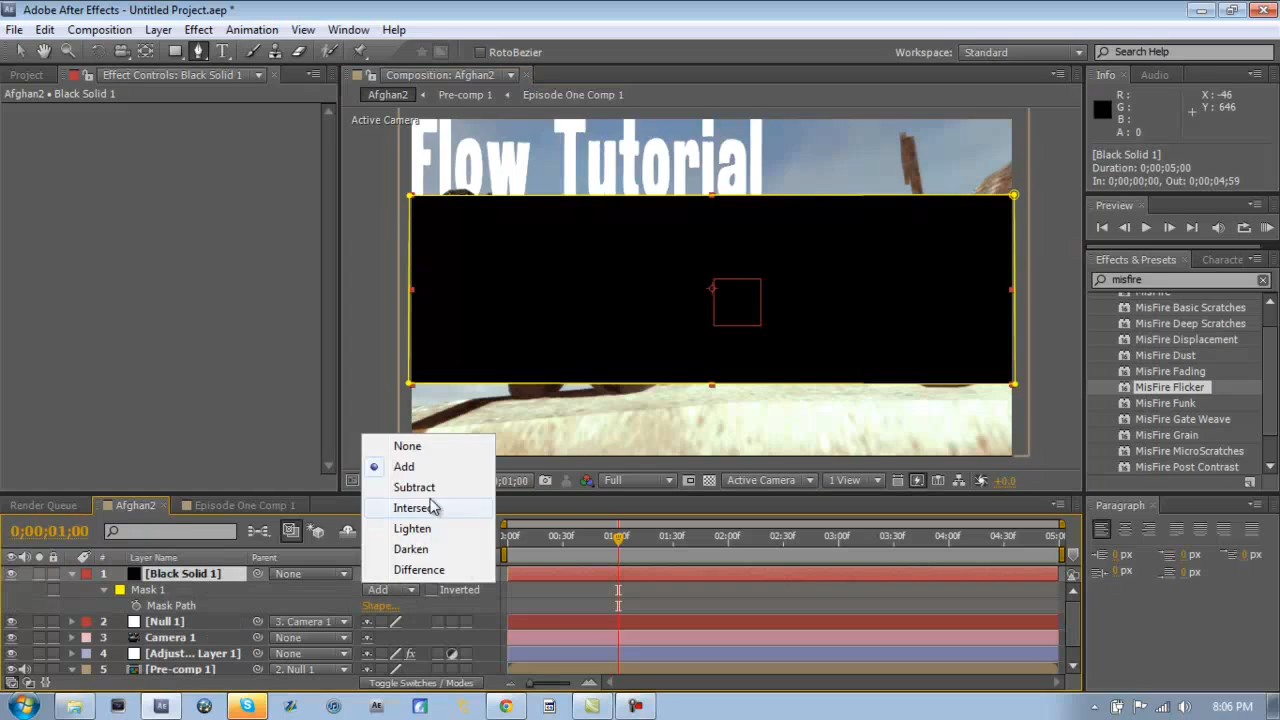 Adobe After Effects - Untitled Project.aep *
File Edit Composition Layer Effect Animation View Window Help
RotoBezier
Workspace: Standard
Search Help
Project
Effect Controls: Black Solid 1
Composition: Afghan2
Info
Audio
Afghan2 • Black Solid 1
Afghan2 Pre-comp 1 Episode One Comp 1
Active Camera
R :
G :
B :
A : 0
X : -46
Y : 646
[Black Solid 1]
Duration: 0;00;05;00
In: 0;00;00;00, Out: 0;00;04;59
Flow Tutorial
Preview
Effects & Presets
Characte
misfire
MisFire
MisFire Basic Scratches
MisFire Deep Scratches
MisFire Displacement
MisFire Dust
MisFire Fading
MisFire Flicker
MisFire Funk
MisFire Gate Weave
MisFire Grain
MisFire MicroScratches
MisFire Post Contrast
None
Add
Subtract
Lighten
Darken
Difference
;01;00
Full
Active Camera
1 View
+0.0
Render Queue
Afghan2
Episode One Comp 1
Paragraph
0;00;01;00
0:00f 00:30f 01:00f 01:30f 02:00f 02:30f 03:00f 03:30f 04:00f 04:30f 05:0
# Layer Name Parent
1 [Black Solid 1] None
Mask 1 Add Inverted
Mask Path Shape...
2 [Null 1] 3. Camera 1
3 Camera 1 None
4 [Adjust... Layer 1] None fx
5 [Pre-comp 1] 2. Null 1
0 px 0 px 0 px
0 px 0 px
Toggle Switches / Modes
8:06 PM